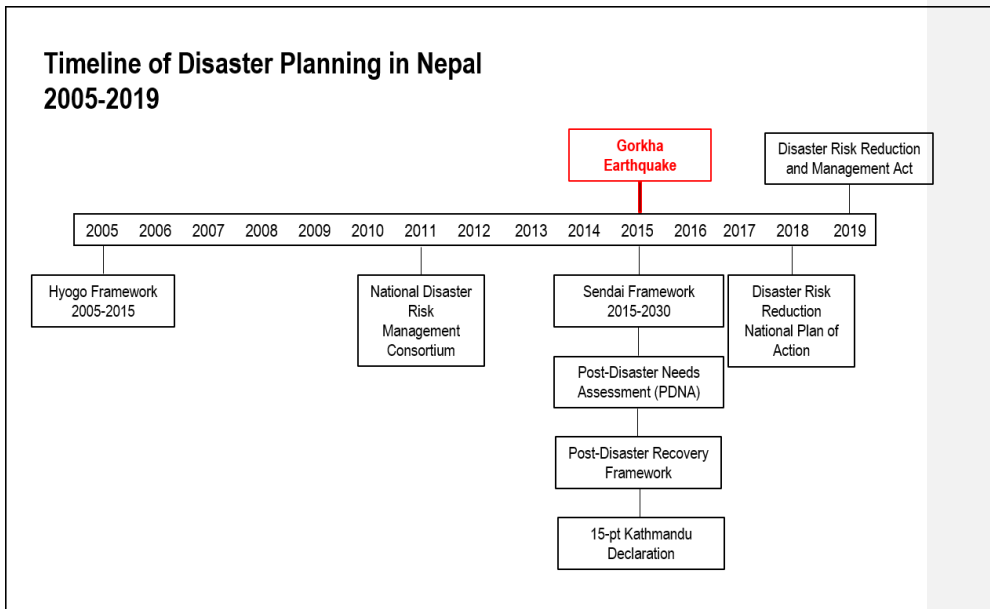 Timeline of Disaster Planning in Nepal
2005-2019
Gorkha
Earthquake
Disaster Risk Reduction
and Management Act
2005 2006 2007 2008 2009 2010 2011 2012 2013 2014 2015 2016 2017 2018 2019
Hyogo Framework
2005-2015
National Disaster
Risk
Management
Consortium
Sendai Framework
2015-2030
Disaster Risk
Reduction
National Plan of
Action
Post-Disaster Needs
Assessment (PDNA)
Post-Disaster Recovery
Framework
15-pt Kathmandu
Declaration